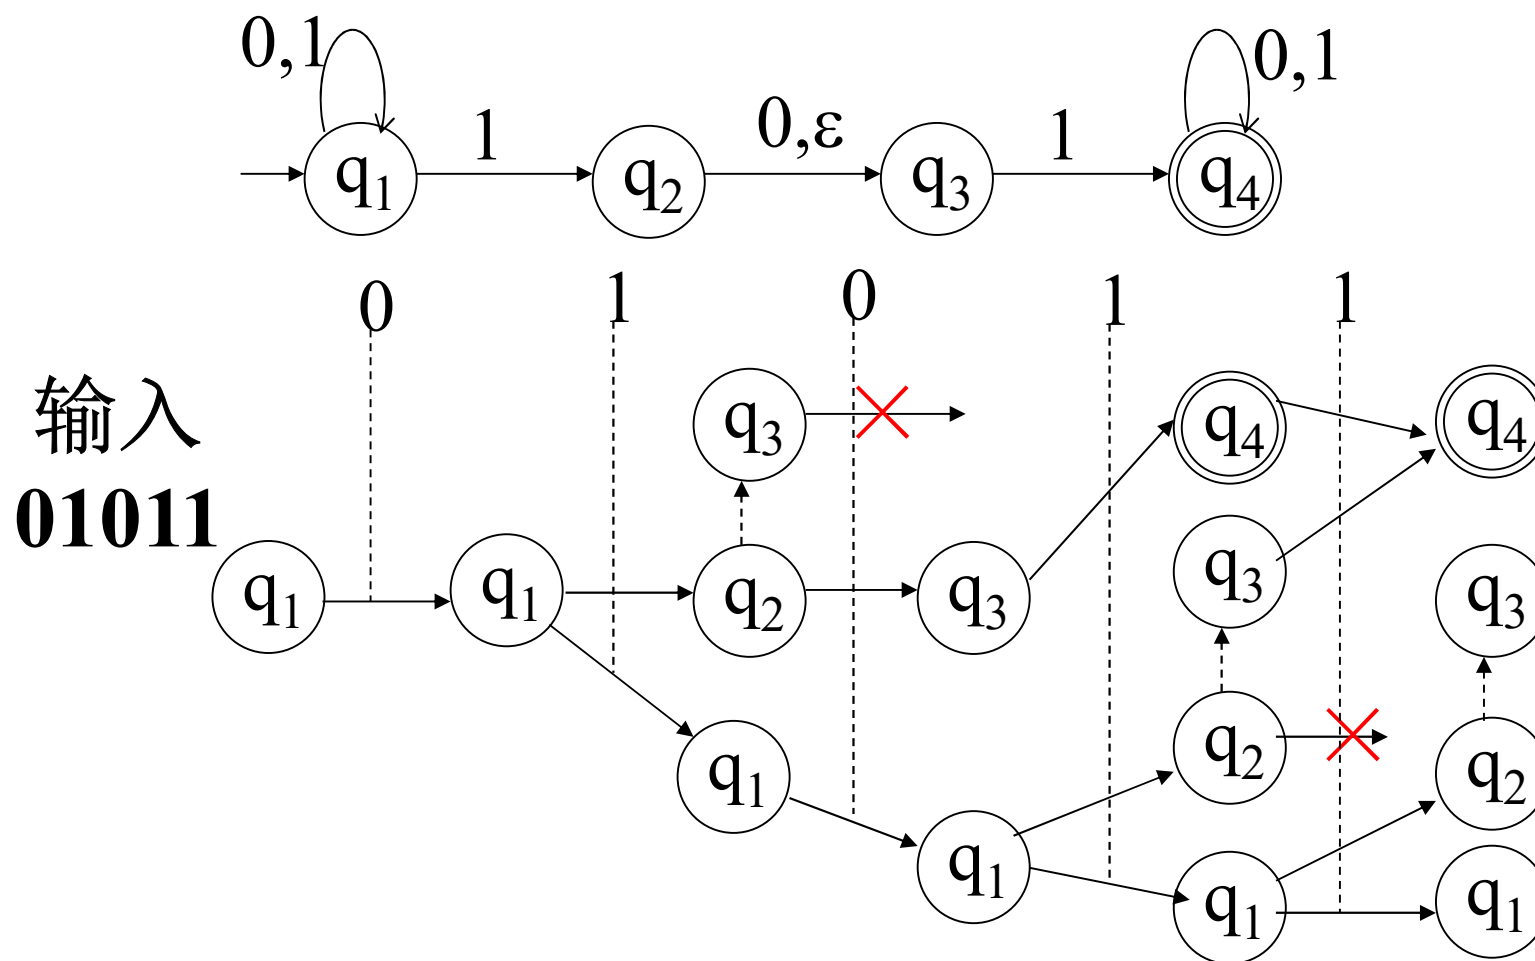 0,1 0,1
1 0,ε 1
q1 q2 q3 q4
0 1 0 1 1
输入
01011
q3 q4 q4
q1 q1 q2 q3 q3 q3
q1 q2 q2
q1 q1 q1